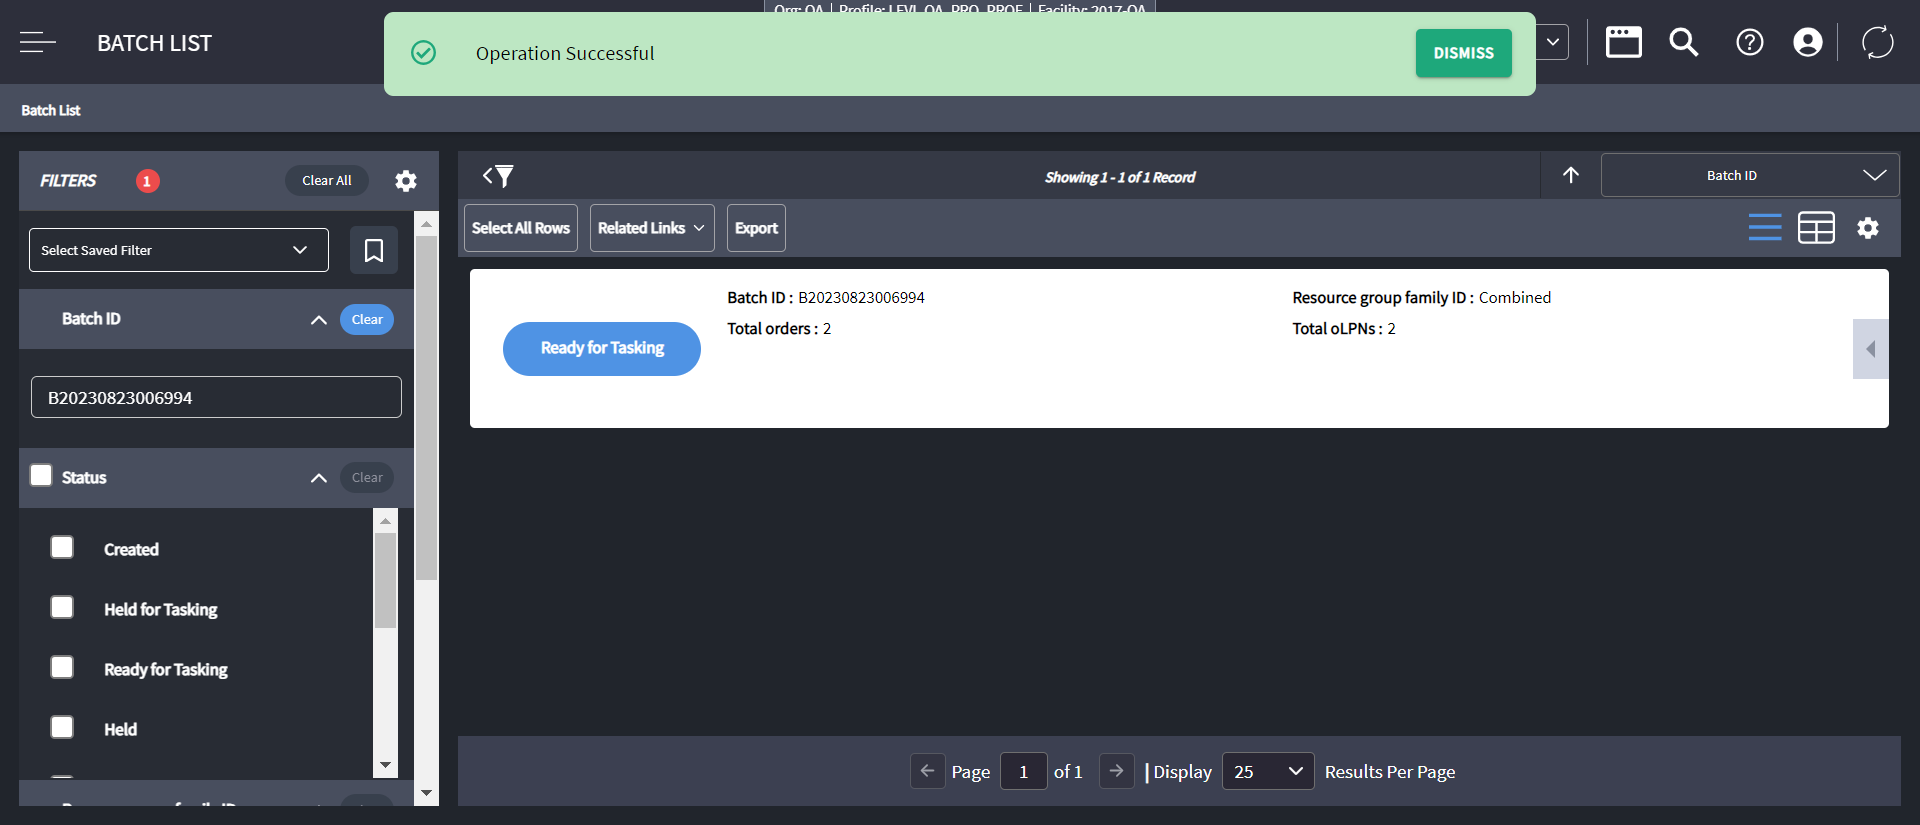 Org: QA | Profile: LEVI_QA_PRO_PROF | Facility: 2017-QA
BATCH LIST
Operation Successful
DISMISS
Batch List
FILTERS
1
Clear All
Select Saved Filter
Batch ID
Clear
B20230823006994
Status
Clear
Created
Held for Tasking
Ready for Tasking
Held
Showing 1 - 1 of 1 Record
Batch ID
Select All Rows
Related Links
Export
Ready for Tasking
Batch ID : B20230823006994
Total orders : 2
Resource group family ID : Combined
Total oLPNs : 2
Page 1 of 1 | Display 25 Results Per Page